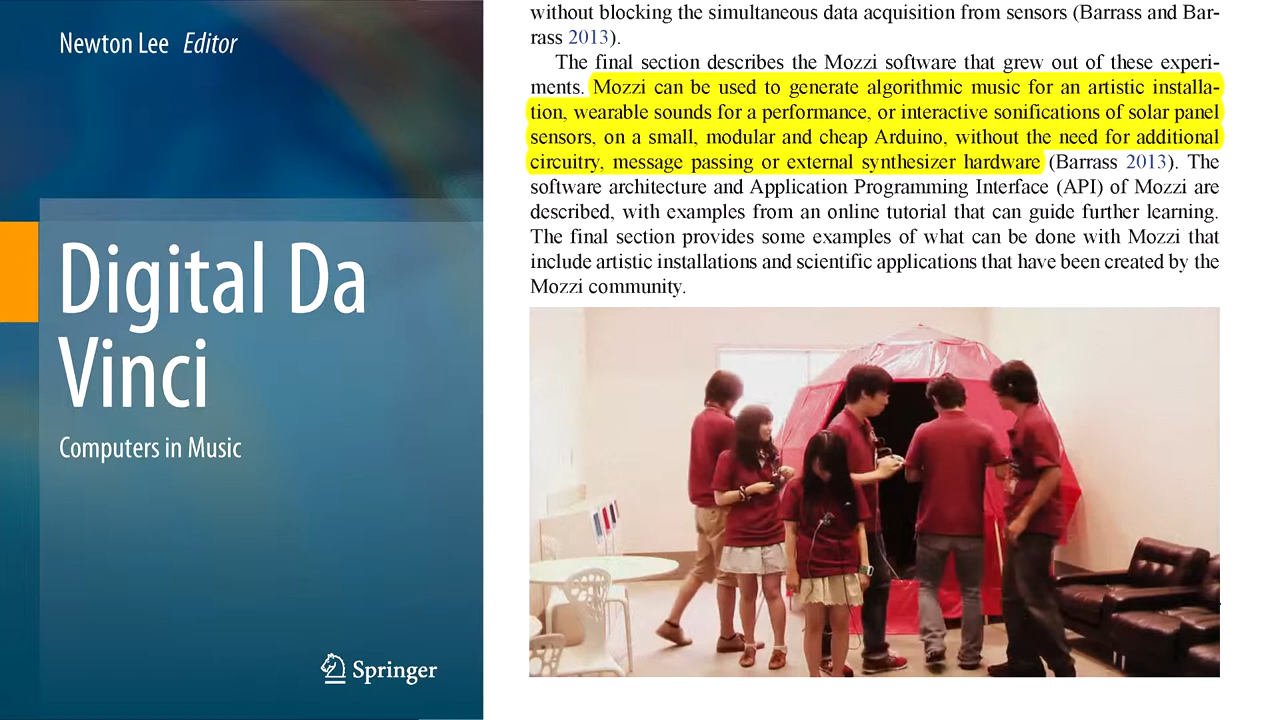 Newton Lee Editor
Digital Da
Vinci
Computers in Music
Springer
without blocking the simultaneous data acquisition from sensors (Barrass and Bar-
rass 2013).
The final section describes the Mozzi software that grew out of these experi-
ments. Mozzi can be used to generate algorithmic music for an artistic installa-
tion, wearable sounds for a performance, or interactive sonifications of solar panel
sensors, on a small, modular and cheap Arduino, without the need for additional
circuitry, message passing or external synthesizer hardware (Barrass 2013). The
software architecture and Application Programming Interface (API) of Mozzi are
described, with examples from an online tutorial that can guide further learning.
The final section provides some examples of what can be done with Mozzi that
include artistic installations and scientific applications that have been created by the
Mozzi community.